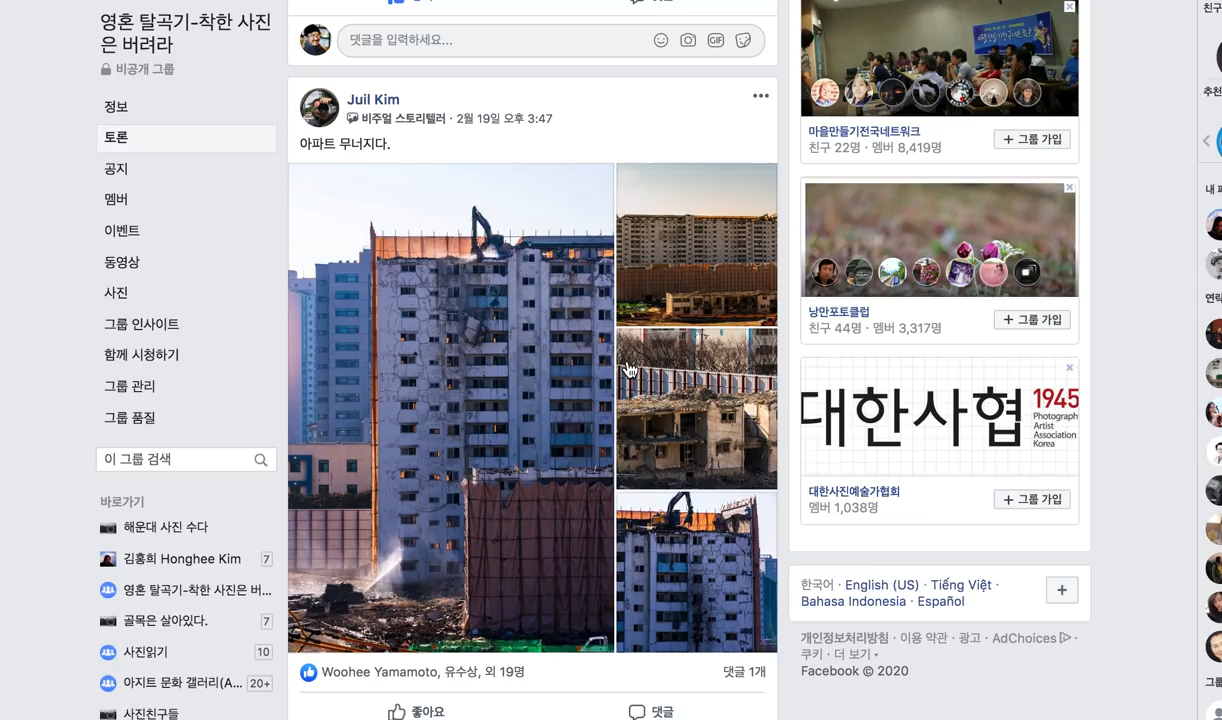 영혼 탈곡기-착한 사진
은 버려라
비공개 그룹
정보
토론
공지
멤버
이벤트
동영상
사진
그룹 인사이트
함께 시청하기
그룹 관리
그룹 품질
이 그룹 검색
바로가기
해운대 사진 수다
김홍희 Honghee Kim 7
영혼 탈곡기-착한 사진은 버...
골목은 살아있다. 7
사진읽기 10
아지트 문화 갤러리(A... 20+
사진친구들
댓글을 입력하세요...
GIF
Juil Kim
비주얼 스토리텔러 · 2월 19일 오후 3:47
아파트 무너지다.
Woohee Yamamoto, 유수상, 외 19명
댓글 1개
좋아요
댓글
마을만들기전국네트워크
친구 22명 · 멤버 8,419명
+ 그룹 가입
낭만포토클럽
친구 44명 · 멤버 3,317명
+ 그룹 가입
대한사협
1945
Photograph
Artist
Association
Korea
대한사진예술가협회
멤버 1,038명
+ 그룹 가입
한국어 · English (US) · Tiếng Việt ·
Bahasa Indonesia · Español
개인정보처리방침 · 이용 약관 · 광고 · AdChoices ·
쿠키 · 더 보기
Facebook © 2020
친구
추천
내 페
연락
그룹